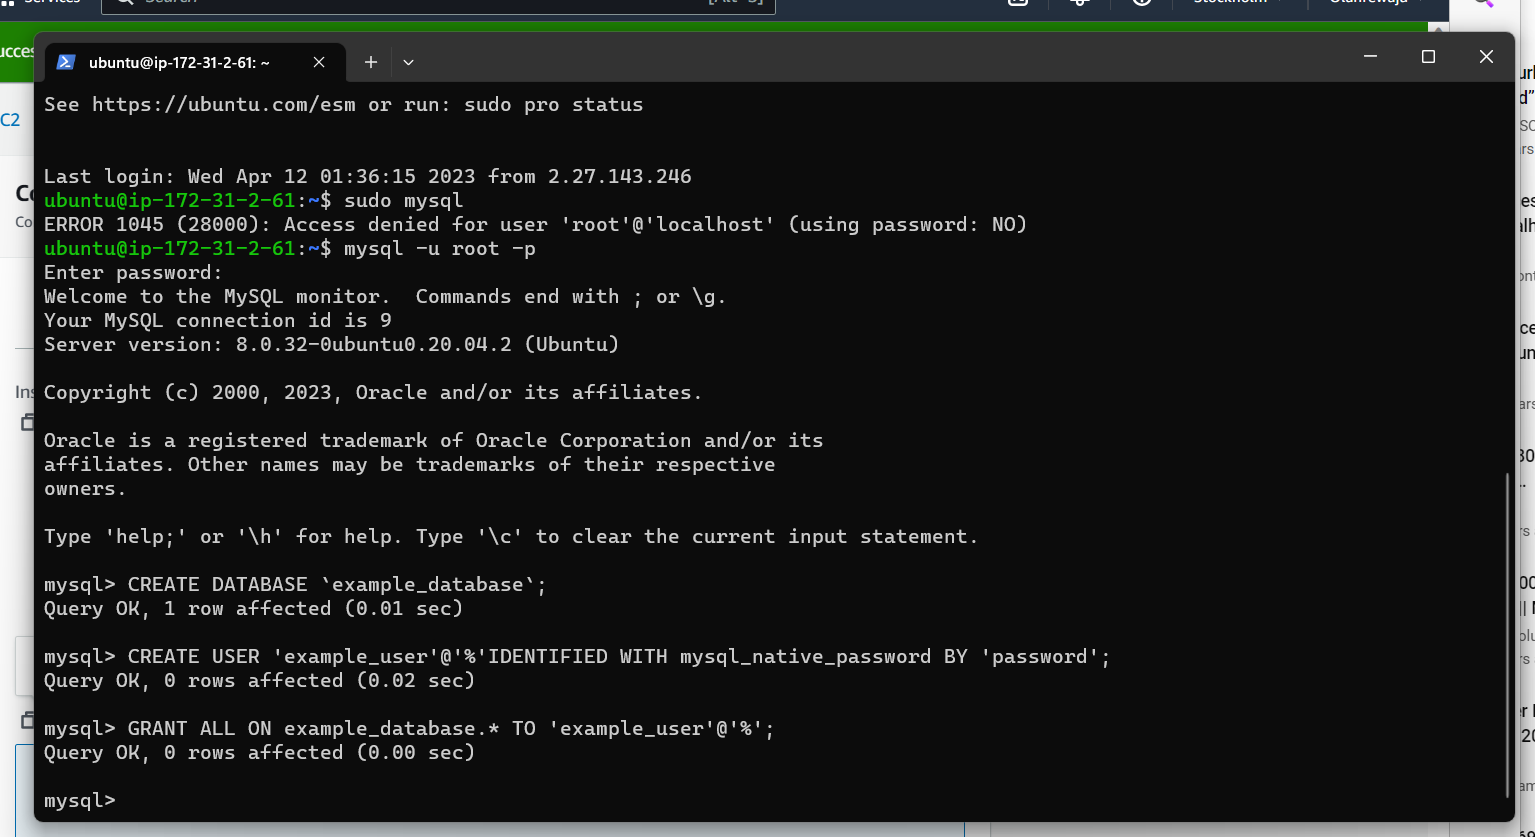 Services
Search
[Alt+S]
Stockholm
ubuntu@ip-172-31-2-61: ~
C2
See https://ubuntu.com/esm or run: sudo pro status
Last login: Wed Apr 12 01:36:15 2023 from 2.27.143.246
ubuntu@ip-172-31-2-61:~$ sudo mysql
ERROR 1045 (28000): Access denied for user 'root'@'localhost' (using password: NO)
ubuntu@ip-172-31-2-61:~$ mysql -u root -p
Enter password:
Welcome to the MySQL monitor.  Commands end with ; or \g.
Your MySQL connection id is 9
Server version: 8.0.32-0ubuntu0.20.04.2 (Ubuntu)
Copyright (c) 2000, 2023, Oracle and/or its affiliates.
Oracle is a registered trademark of Oracle Corporation and/or its
affiliates. Other names may be trademarks of their respective
owners.
Type 'help;' or '\h' for help. Type '\c' to clear the current input statement.
mysql> CREATE DATABASE `example_database`;
Query OK, 1 row affected (0.01 sec)
mysql> CREATE USER 'example_user'@'%'IDENTIFIED WITH mysql_native_password BY 'password';
Query OK, 0 rows affected (0.02 sec)
mysql> GRANT ALL ON example_database.* TO 'example_user'@'%';
Query OK, 0 rows affected (0.00 sec)
mysql>